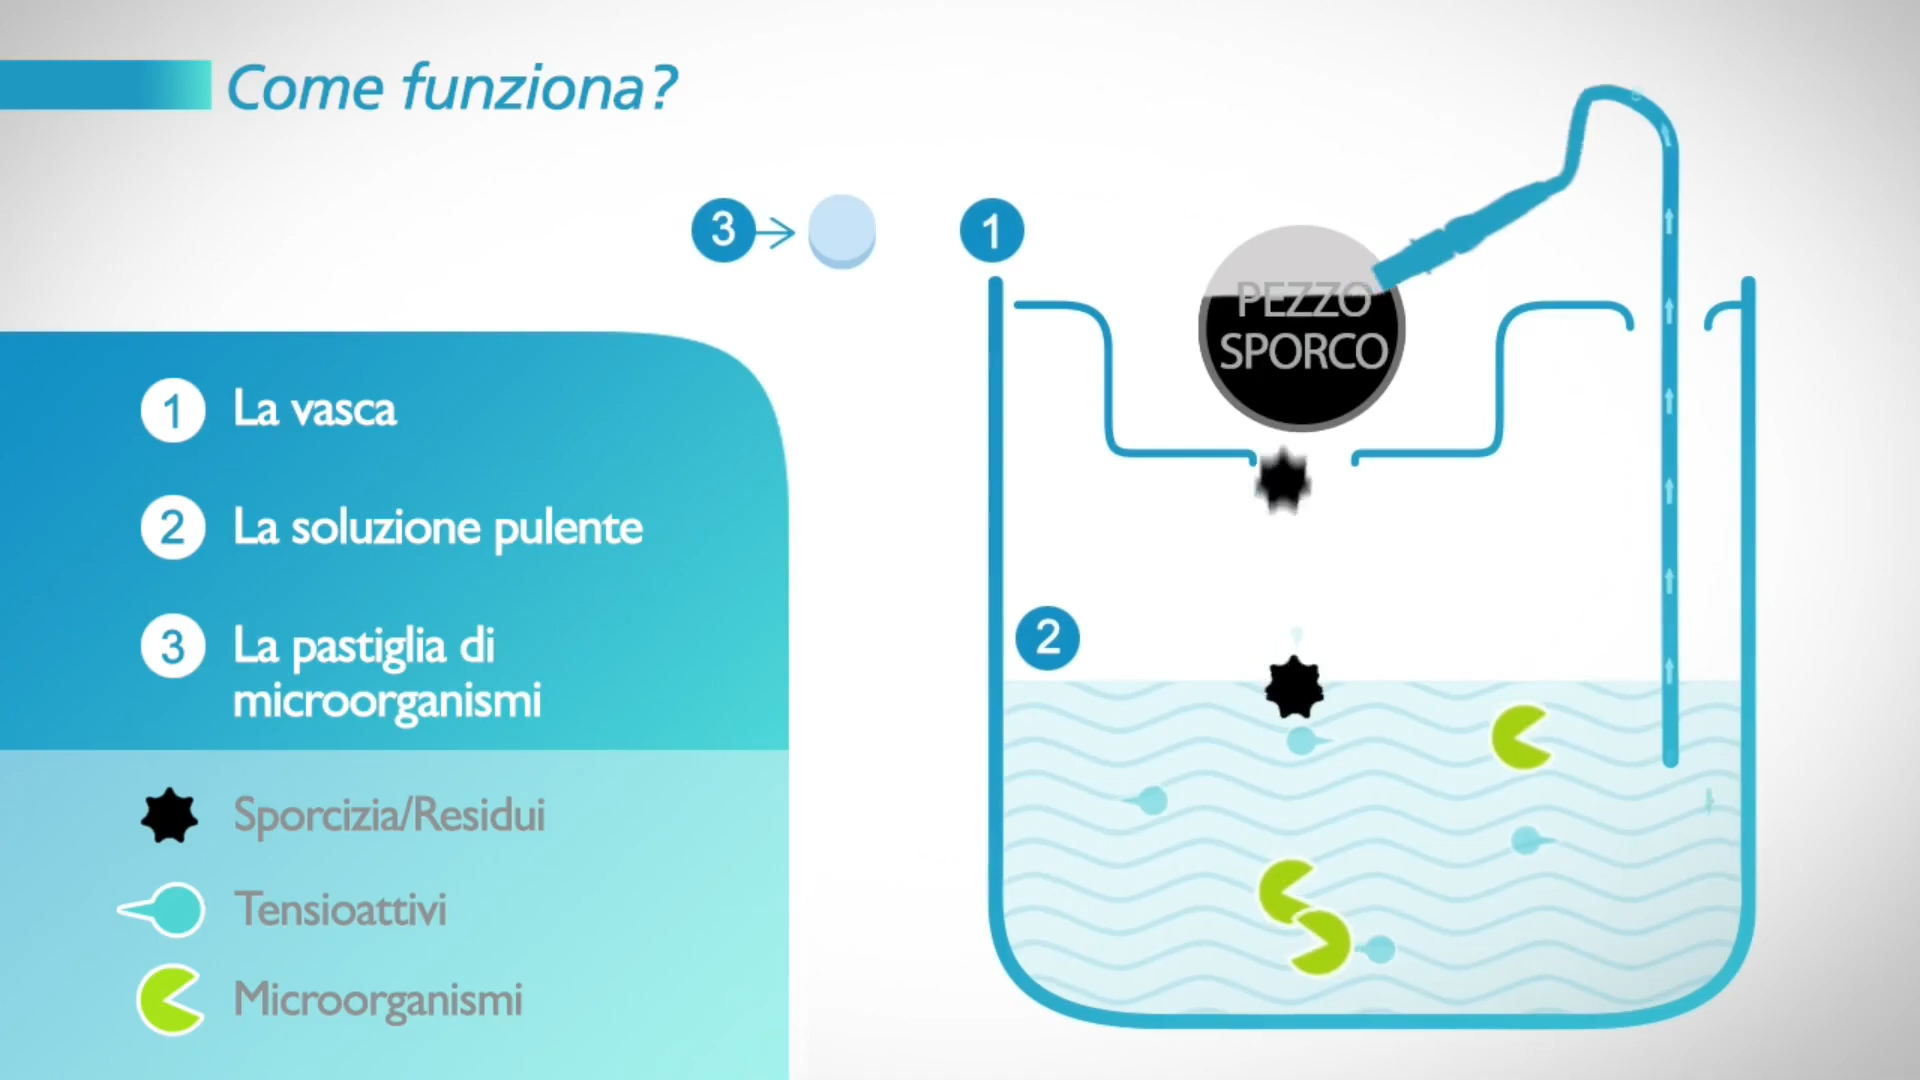 Come funziona?
3
1
PEZZO
SPORCO
1 La vasca
2 La soluzione pulente
3 La pastiglia di
microorganismi
2
Sporcizia/Residui
Tensioattivi
Microorganismi